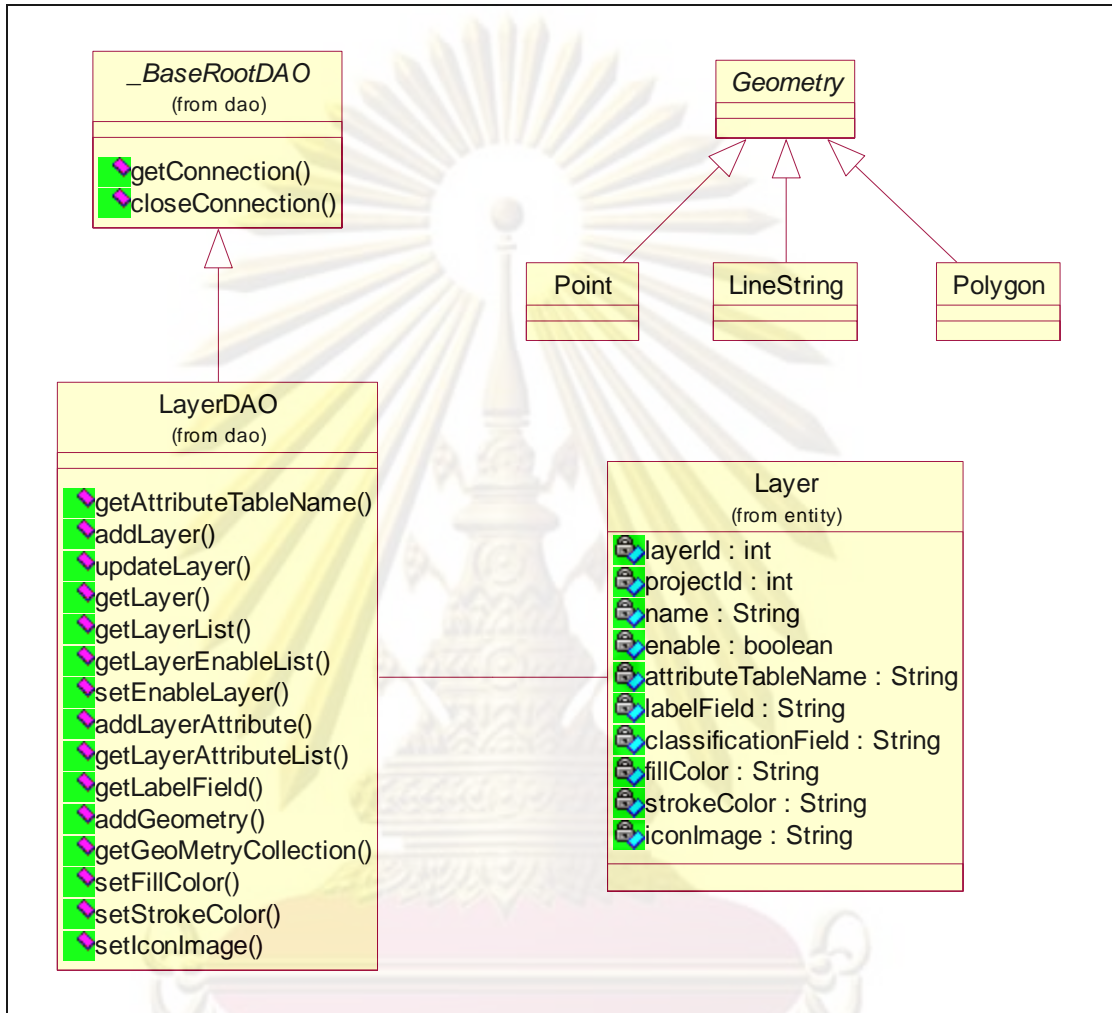 _BaseRootDAO
(from dao)
getConnection()
closeConnection()
Geometry
Point
LineString
Polygon
LayerDAO
(from dao)
getAttributeTableName()
addLayer()
updateLayer()
getLayer()
getLayerList()
getLayerEnableList()
setEnableLayer()
addLayerAttribute()
getLayerAttributeList()
getLabelField()
addGeometry()
getGeoMetryCollection()
setFillColor()
setStrokeColor()
setIconImage()
Layer
(from entity)
layerId : int
projectId : int
name : String
enable : boolean
attributeTableName : String
labelField : String
classificationField : String
fillColor : String
strokeColor : String
iconImage : String